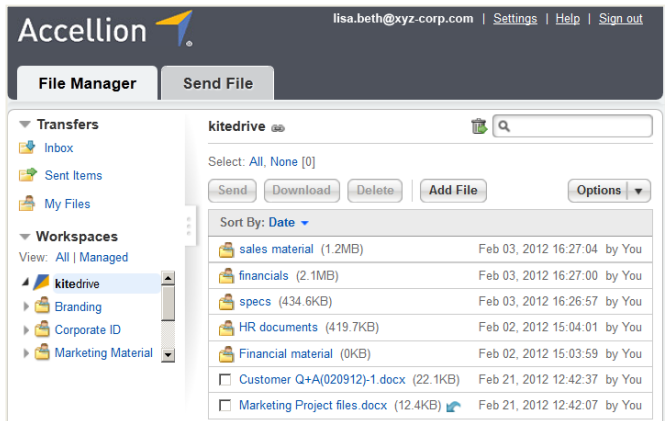 Accellion
lisa.beth@xyz-corp.com | Settings | Help | Sign out
File Manager
Send File
Transfers
Inbox
Sent Items
My Files
Workspaces
View: All | Managed
kitedrive
Branding
Corporate ID
Marketing Material
kitedrive
Select: All, None [0]
Send Download Delete Add File Options
Sort By: Date
sales material (1.2MB) Feb 03, 2012 16:27:04 by You
financials (2.1MB) Feb 03, 2012 16:27:00 by You
specs (434.6KB) Feb 03, 2012 16:26:57 by You
HR documents (419.7KB) Feb 02, 2012 15:04:01 by You
Financial material (0KB) Feb 02, 2012 15:03:59 by You
Customer Q+A(020912)-1.docx (22.1KB) Feb 21, 2012 12:42:37 by You
Marketing Project files.docx (12.4KB) Feb 21, 2012 12:42:07 by You